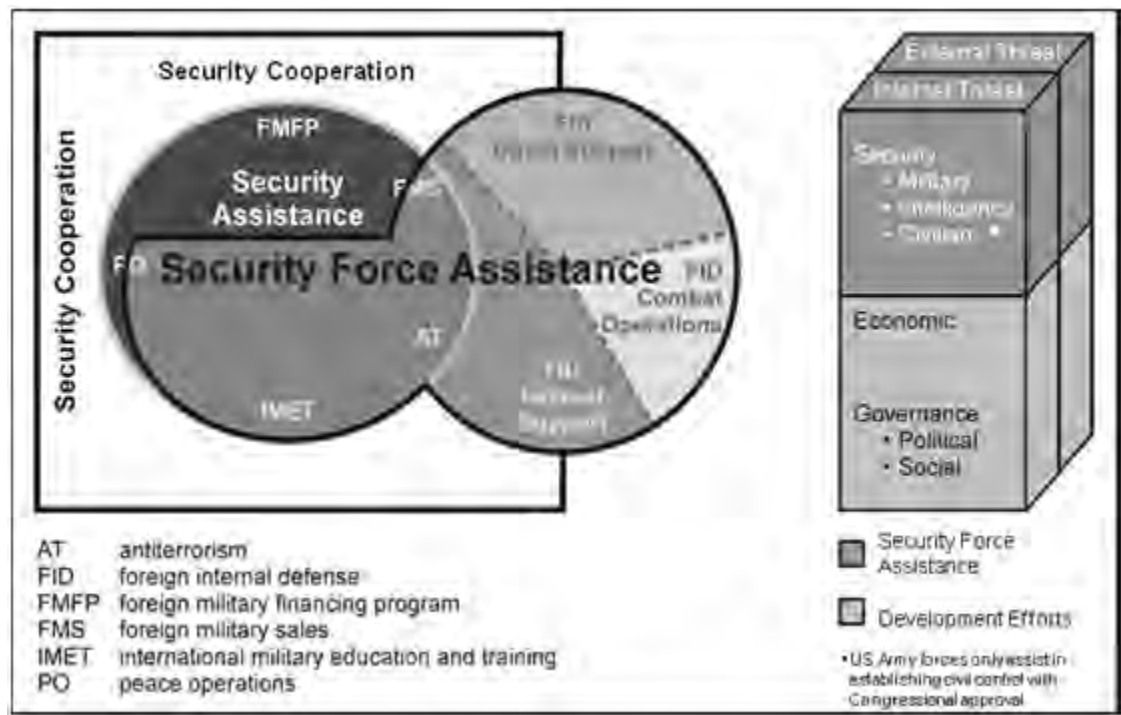 Security Cooperation
Security Cooperation
FMFP
Security
Assistance
FMS
PO
Security Force Assistance
AT
IMET
FID
Direct Support
FID
Combat
Operations
FID
Indirect
Support
External Threat
Internal Threat
Security
• Military
• Intelligence
• Civilian *
Economic
Governance
• Political
• Social
AT antiterrorism
FID foreign internal defense
FMFP foreign military financing program
FMS foreign military sales
IMET international military education and training
PO peace operations
Security Force
Assistance
Development Efforts
• US Army forces only assist in
establishing civil control with
Congressional approval